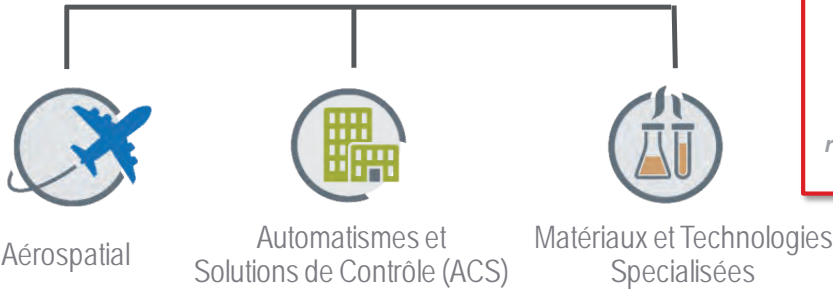 r
Aérospatial
Automatismes et
Solutions de Contrôle (ACS)
Matériaux et Technologies
Specialisées